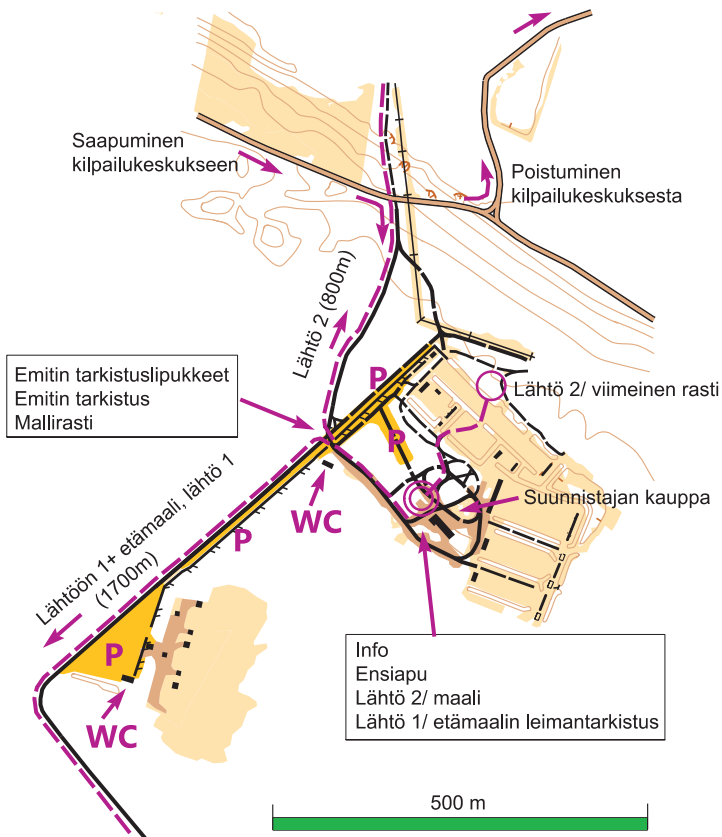 Saapuminen
kilpailukeskukseen
Poistuminen
kilpailukeskuksesta
Lähtö 2 (800m)
Emitin tarkistuslipukkeet
Emitin tarkistus
Mallirasti
P
Lähtö 2/ viimeinen rasti
P
Suunnistajan kauppa
WC
P
Lähtöön 1+ etämaali, lähtö 1
(1700m)
P
WC
Info
Ensiapu
Lähtö 2/ maali
Lähtö 1/ etämaalin leimantarkistus
500 m